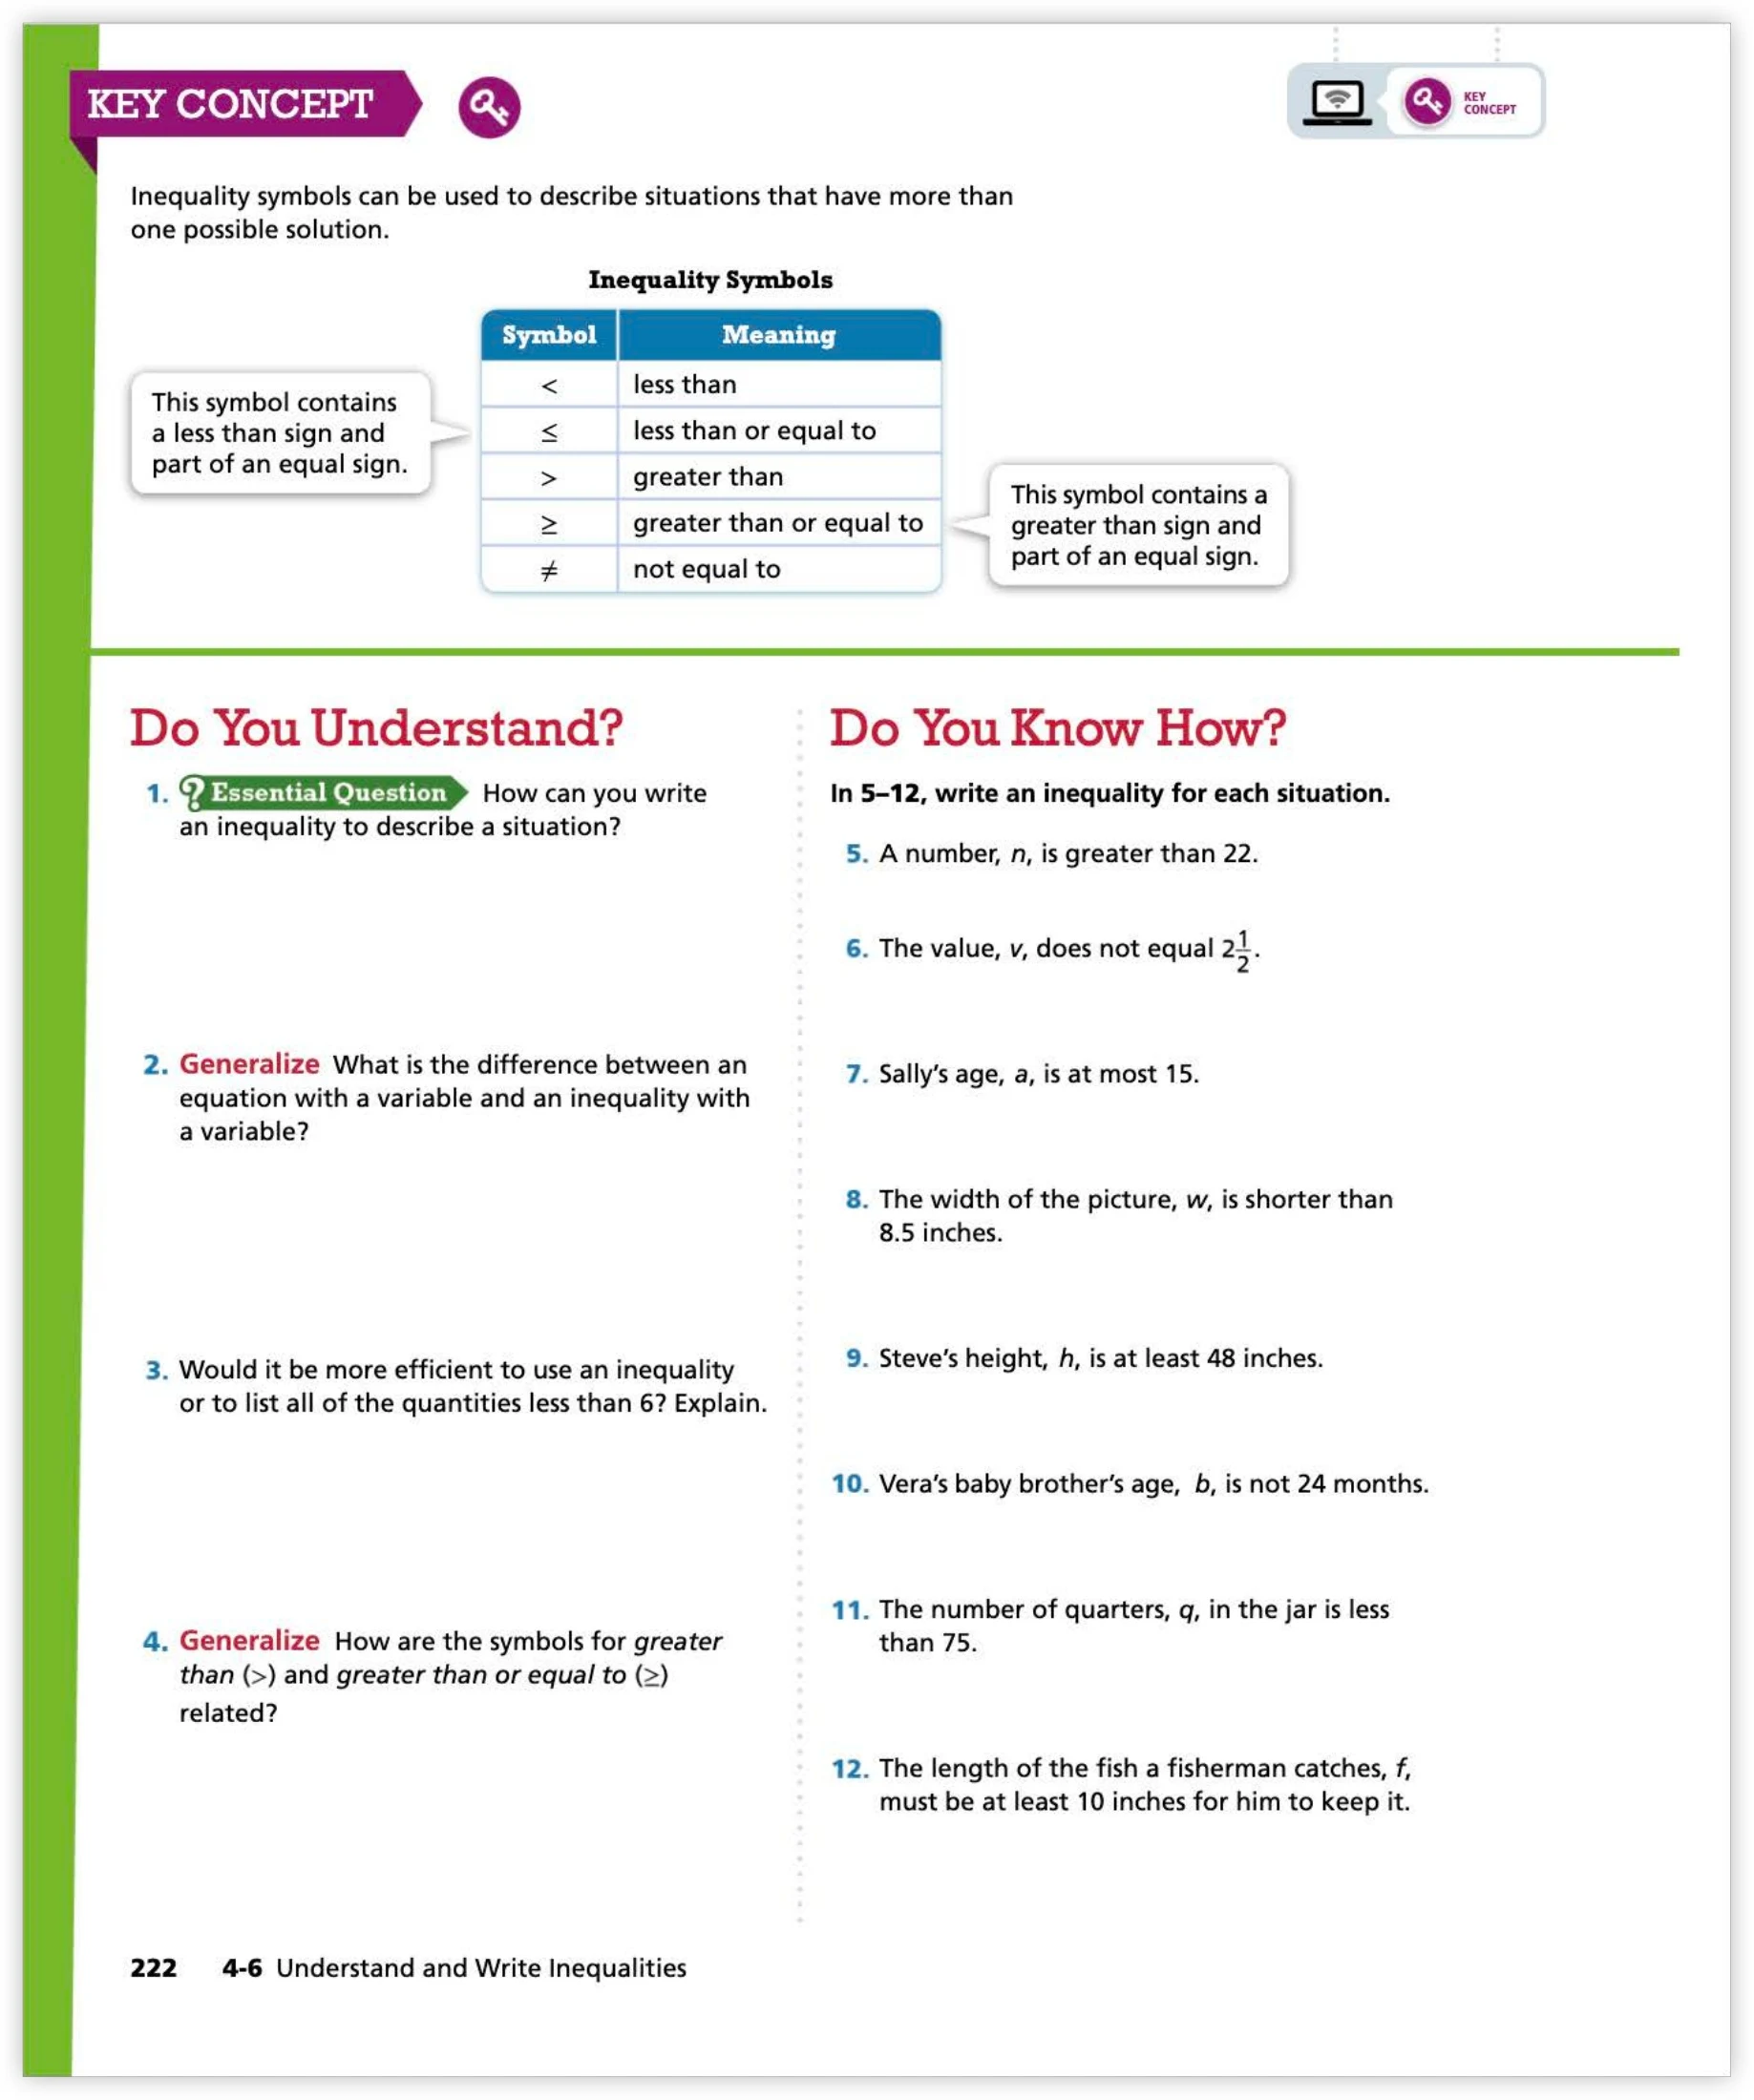 KEY CONCEPT
KEY
CONCEPT
Inequality symbols can be used to describe situations that have more than
one possible solution.
Inequality Symbols
Symbol Meaning
< less than
≤ less than or equal to
> greater than
≥ greater than or equal to
≠ not equal to
This symbol contains
a less than sign and
part of an equal sign.
This symbol contains a
greater than sign and
part of an equal sign.
Do You Understand?
1. ? Essential Question How can you write
an inequality to describe a situation?
2. Generalize What is the difference between an
equation with a variable and an inequality with
a variable?
3. Would it be more efficient to use an inequality
or to list all of the quantities less than 6? Explain.
4. Generalize How are the symbols for greater
than (>) and greater than or equal to (≥)
related?
Do You Know How?
In 5–12, write an inequality for each situation.
5. A number, n, is greater than 22.
6. The value, v, does not equal 2 1/2.
7. Sally's age, a, is at most 15.
8. The width of the picture, w, is shorter than
8.5 inches.
9. Steve's height, h, is at least 48 inches.
10. Vera's baby brother's age, b, is not 24 months.
11. The number of quarters, q, in the jar is less
than 75.
12. The length of the fish a fisherman catches, f,
must be at least 10 inches for him to keep it.
222 4-6 Understand and Write Inequalities